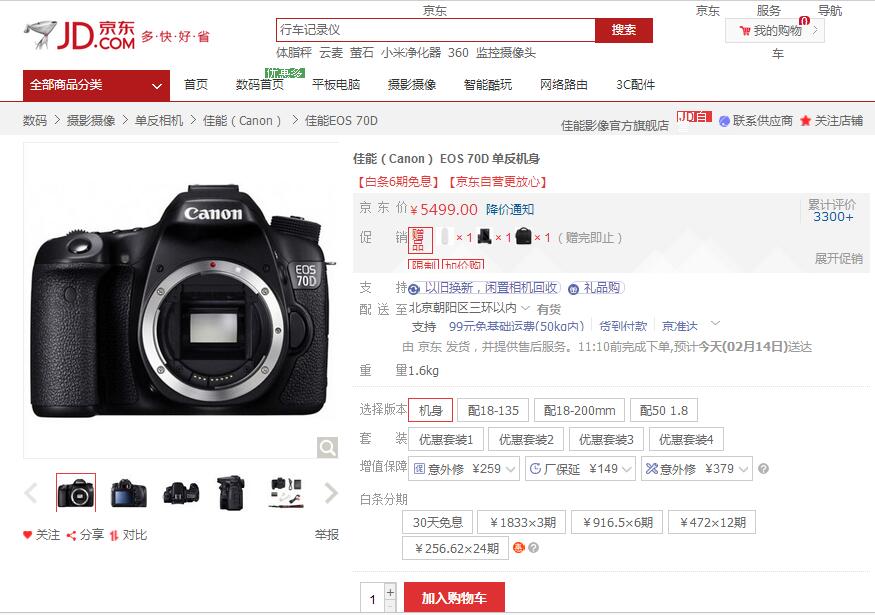 京东
京东 服务 导航
JD.COM 京东
多·快·好·省
行车记录仪 搜索
我的购物 0
车
体脂秤 云麦 萤石 小米净化器 360 监控摄像头
优惠多
全部商品分类 首页 数码首页 平板电脑 摄影摄像 智能酷玩 网络路由 3C配件
数码 > 摄影摄像 > 单反相机 > 佳能（Canon） > 佳能EOS 70D
佳能影像官方旗舰店 JD自 联系供应商 关注店铺
佳能（Canon） EOS 70D 单反机身
【白条6期免息】【京东自营更放心】
京东价 ￥5499.00 降价通知
累计评价
3300+
促销 赠品 ×1 ×1 ×1（赠完即止）
限制 加价购
展开促销
支持 以旧换新，闲置相机回收 礼品购
配送至 北京朝阳区三环以内 有货
支持 99元免基础运费(50kg内) 货到付款 京准达
由 京东 发货，并提供售后服务。11:10前完成下单,预计今天(02月14日)送达
重量 1.6kg
选择版本 机身 配18-135 配18-200mm 配50 1.8
套装 优惠套装1 优惠套装2 优惠套装3 优惠套装4
增值保障 意外修 ¥259 厂保延 ¥149 意外修 ¥379 ?
白条分期
30天免息 ￥1833×3期 ￥916.5×6期 ￥472×12期
￥256.62×24期 惠 ?
1 + - 加入购物车
Canon
EOS
70D
关注 分享 对比 举报